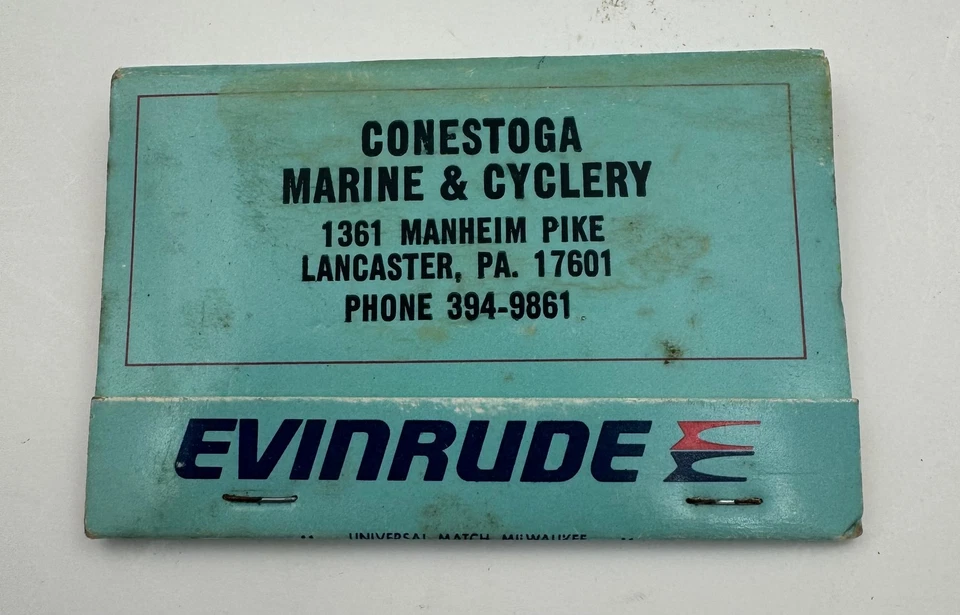 CONESTOGA
MARINE & CYCLERY
1361 MANHEIM PIKE
LANCASTER, PA. 17601
PHONE 394-9861
EVINRUDE
UNIVERSAL MATCH MILWAUKEE